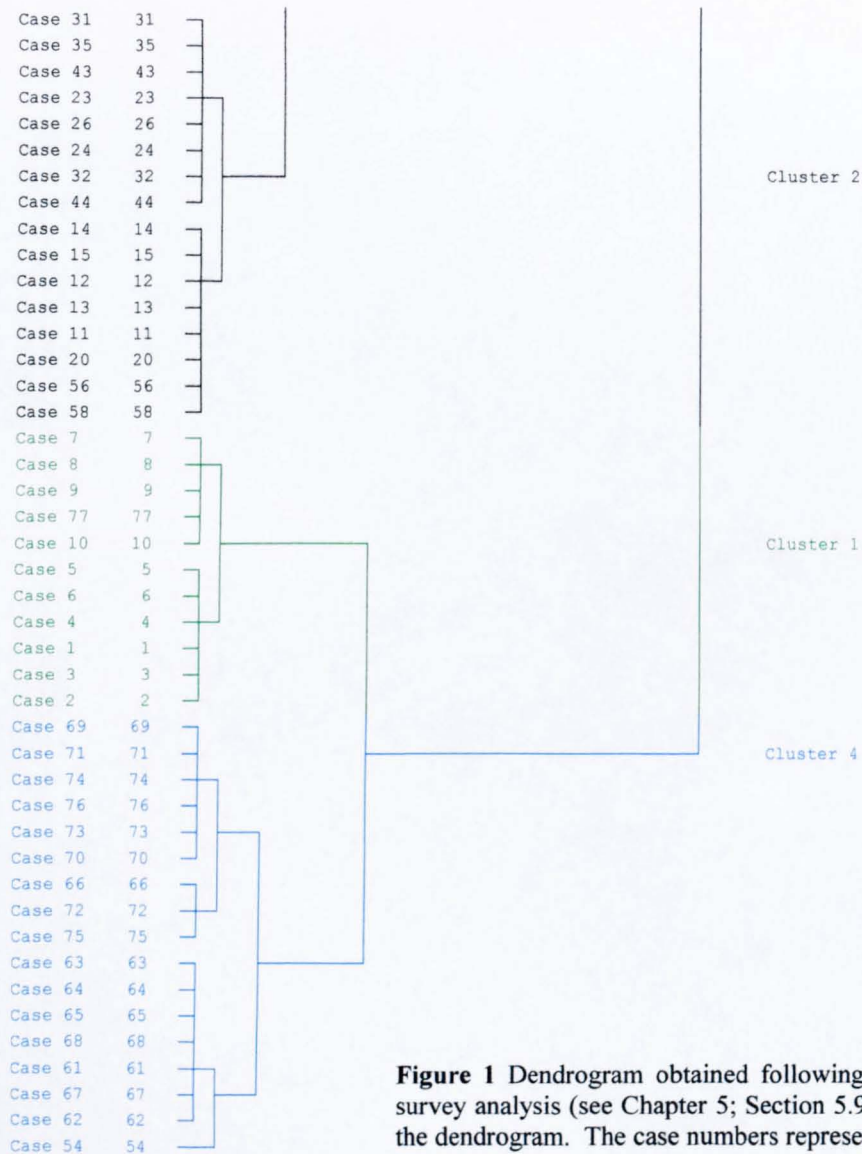 Case 31 31
Case 35 35
Case 43 43
Case 23 23
Case 26 26
Case 24 24
Case 32 32 Cluster 2
Case 44 44
Case 14 14
Case 15 15
Case 12 12
Case 13 13
Case 11 11
Case 20 20
Case 56 56
Case 58 58
Case 7 7
Case 8 8
Case 9 9
Case 77 77
Case 10 10 Cluster 1
Case 5 5
Case 6 6
Case 4 4
Case 1 1
Case 3 3
Case 2 2
Case 69 69
Case 71 71 Cluster 4
Case 74 74
Case 76 76
Case 73 73
Case 70 70
Case 66 66
Case 72 72
Case 75 75
Case 63 63
Case 64 64
Case 65 65
Case 68 68
Case 61 61
Case 67 67
Case 62 62
Case 54 54
Figure 1 Dendrogram obtained following
survey analysis (see Chapter 5; Section 5.9
the dendrogram. The case numbers represe